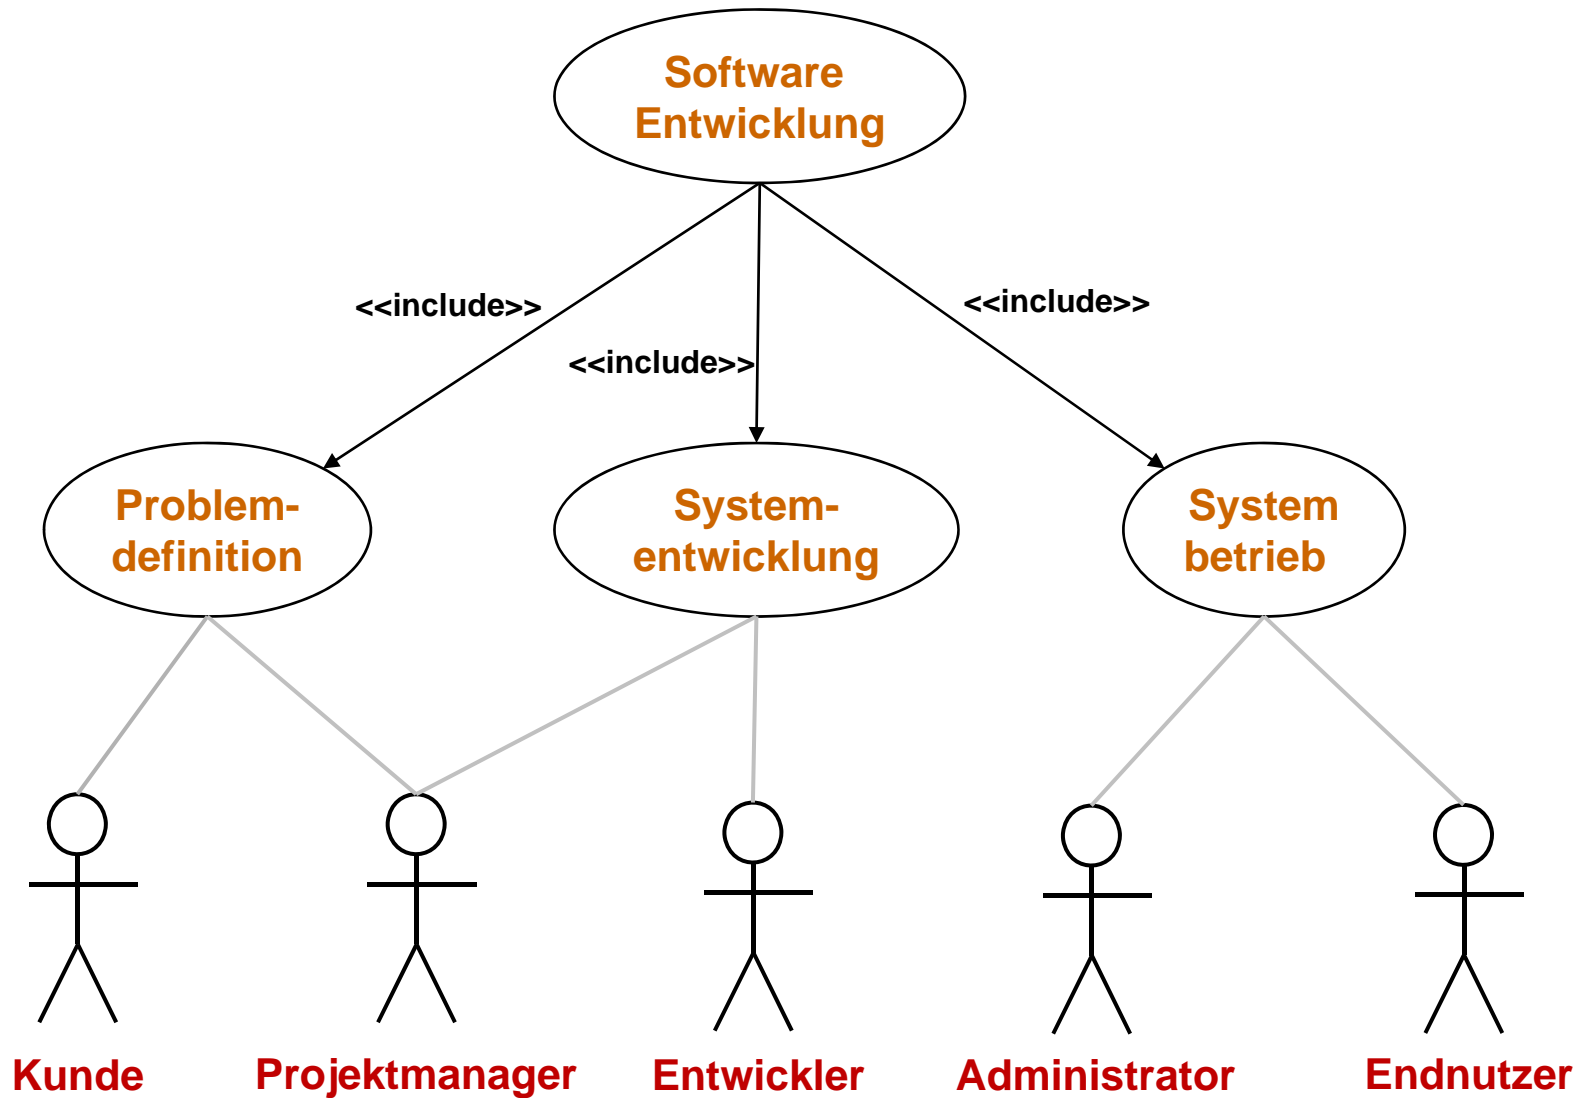 Software
Entwicklung
<<include>>
<<include>>
<<include>>
Problem-
definition
System-
entwicklung
System
betrieb
Kunde
Projektmanager
Entwickler
Administrator
Endnutzer